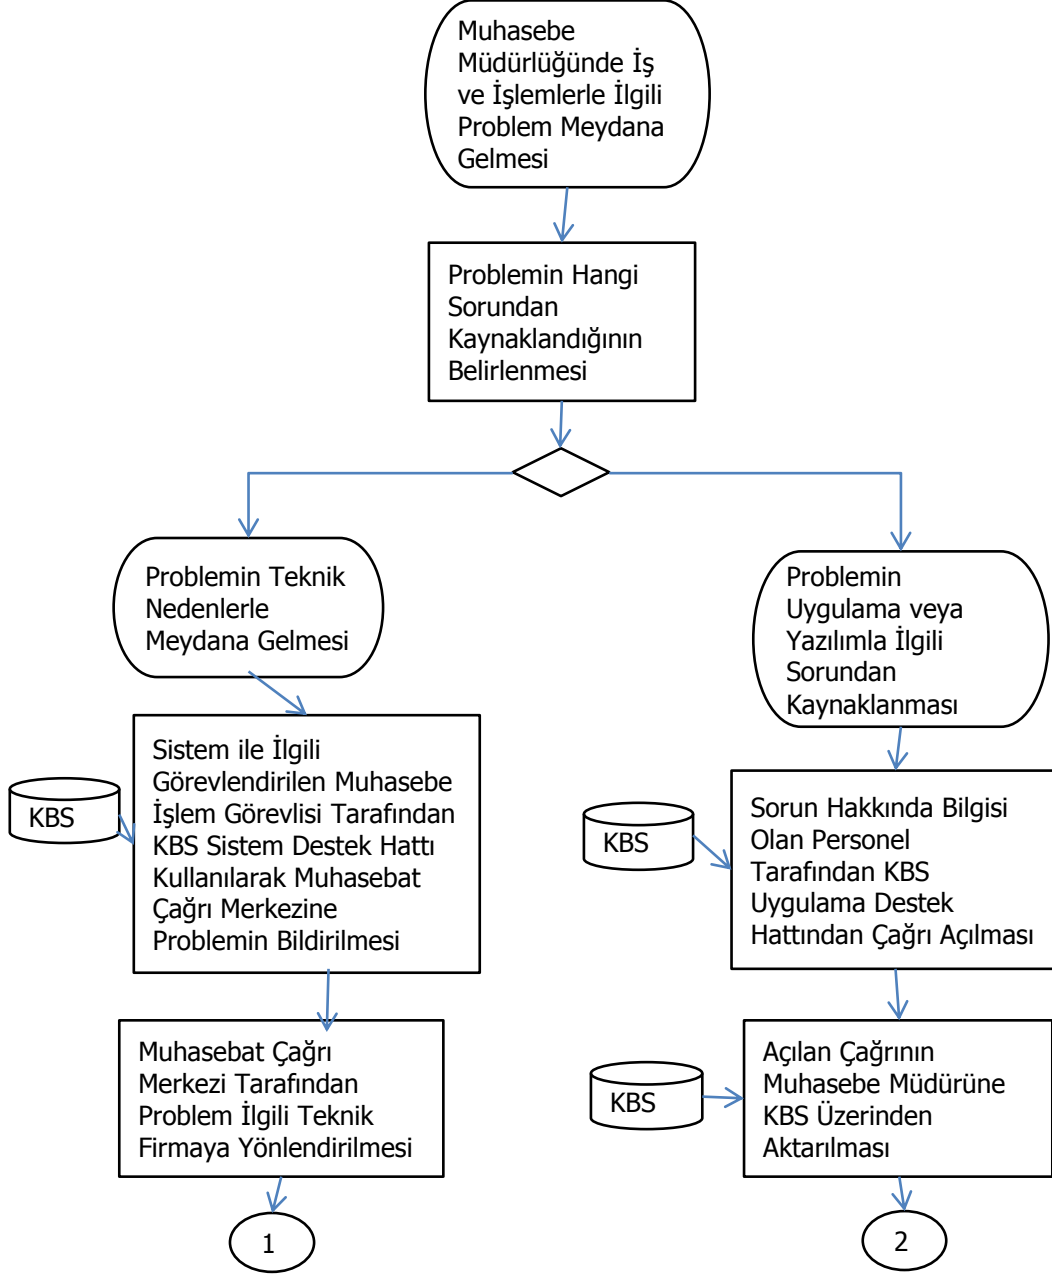 Muhasebe
Müdürlüğünde İş
ve İşlemlerle İlgili
Problem Meydana
Gelmesi
Problemin Hangi
Sorundan
Kaynaklandığının
Belirlenmesi
Problemin Teknik
Nedenlerle
Meydana Gelmesi
Problemin
Uygulama veya
Yazılımla İlgili
Sorundan
Kaynaklanması
KBS
Sistem ile İlgili
Görevlendirilen Muhasebe
İşlem Görevlisi Tarafından
KBS Sistem Destek Hattı
Kullanılarak Muhasebat
Çağrı Merkezine
Problemin Bildirilmesi
KBS
Sorun Hakkında Bilgisi
Olan Personel
Tarafından KBS
Uygulama Destek
Hattından Çağrı Açılması
Muhasebat Çağrı
Merkezi Tarafından
Problem İlgili Teknik
Firmaya Yönlendirilmesi
KBS
Açılan Çağrının
Muhasebe Müdürüne
KBS Üzerinden
Aktarılması
1
2